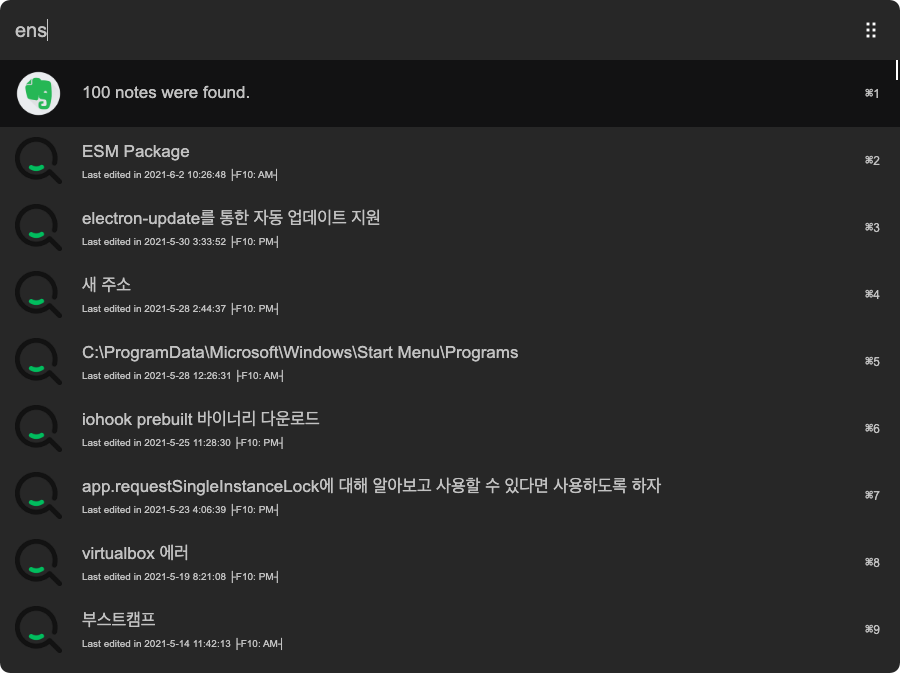 ens
100 notes were found.
⌘1
ESM Package
Last edited in 2021-6-2 10:26:48 ├F10: AM┤
⌘2
electron-update를 통한 자동 업데이트 지원
Last edited in 2021-5-30 3:33:52 ├F10: PM┤
⌘3
새 주소
Last edited in 2021-5-28 2:44:37 ├F10: PM┤
⌘4
C:\ProgramData\Microsoft\Windows\Start Menu\Programs
Last edited in 2021-5-28 12:26:31 ├F10: AM┤
⌘5
iohook prebuilt 바이너리 다운로드
Last edited in 2021-5-25 11:28:30 ├F10: PM┤
⌘6
app.requestSingleInstanceLock에 대해 알아보고 사용할 수 있다면 사용하도록 하자
Last edited in 2021-5-23 4:06:39 ├F10: PM┤
⌘7
virtualbox 에러
Last edited in 2021-5-19 8:21:08 ├F10: PM┤
⌘8
부스트캠프
Last edited in 2021-5-14 11:42:13 ├F10: AM┤
⌘9